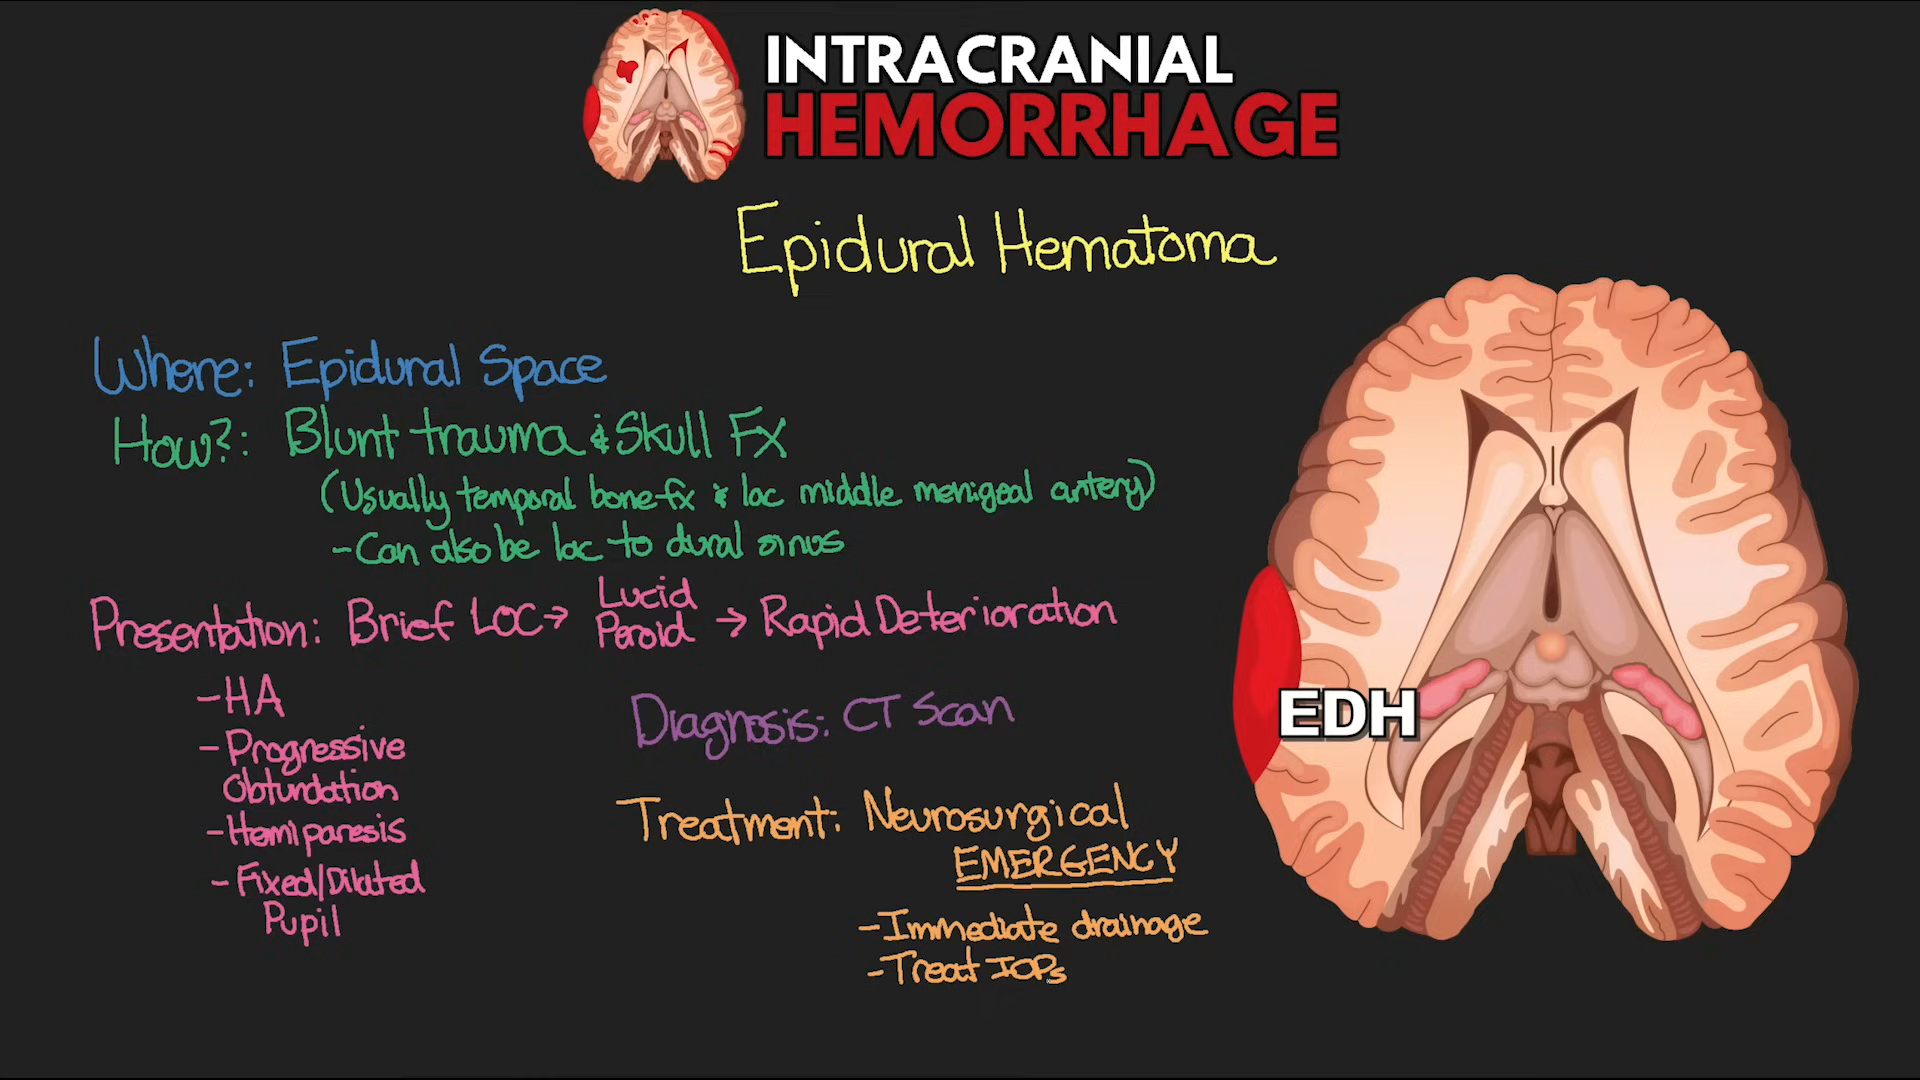 INTRACRANIAL
HEMORRHAGE
Epidural Hematoma
Where: Epidural Space
How?: Blunt trauma & Skull Fx
(Usually temporal bone fx & lac middle menigeal artery)
- Can also be lac to dural sinus
Presentation: Brief LOC → Lucid Peroid → Rapid Deterioration
- HA
- Progressive
Obtundation
- Hemiparesis
- Fixed/Dilated
Pupil
Diagnosis: CT Scan
Treatment: Neurosurgical
EMERGENCY
- Immediate drainage
- Treat IOPs
EDH